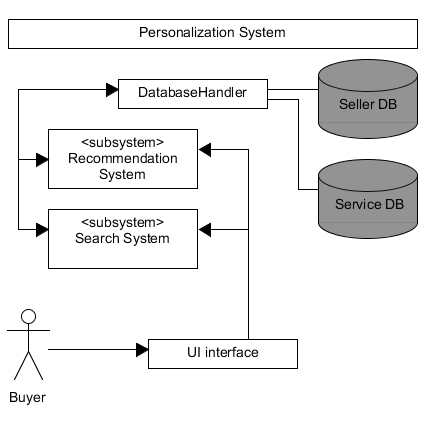 Personalization System
DatabaseHandler
Seller DB
<subsystem>
Recommendation
System
Service DB
<subsystem>
Search System
UI interface
Buyer